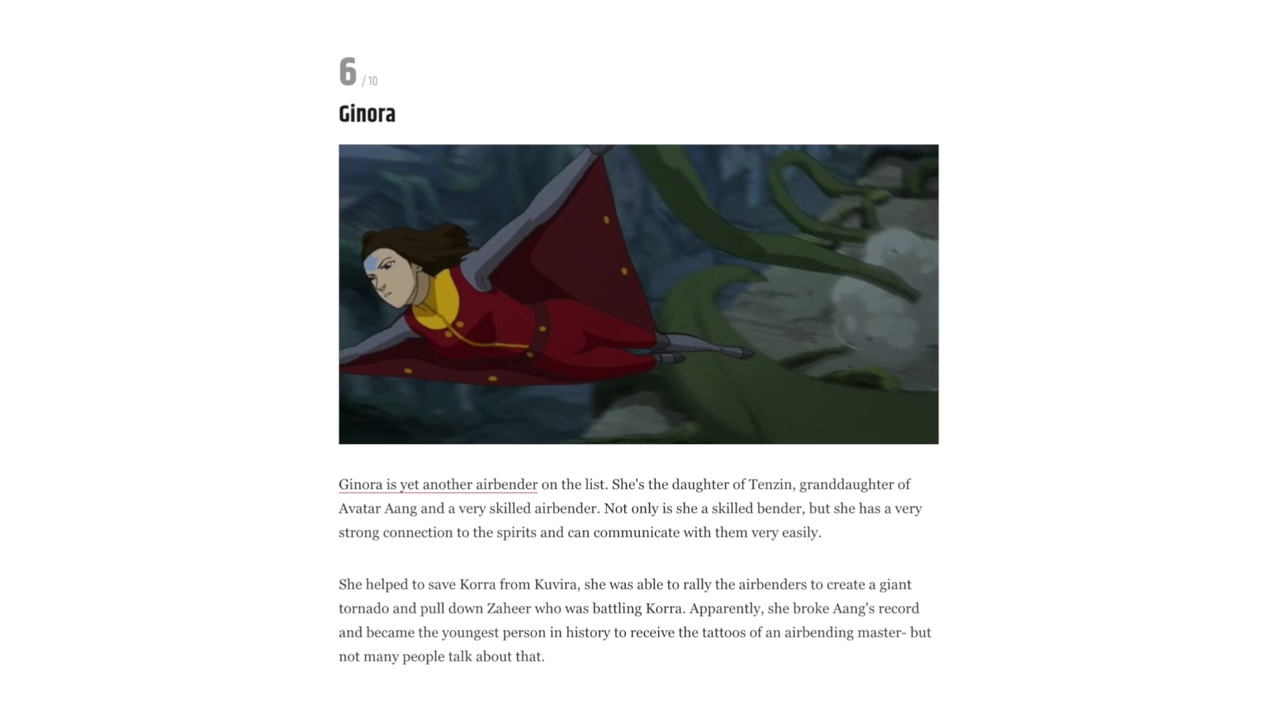 6 / 10
Ginora
Ginora is yet another airbender on the list. She's the daughter of Tenzin, granddaughter of
Avatar Aang and a very skilled airbender. Not only is she a skilled bender, but she has a very
strong connection to the spirits and can communicate with them very easily.
She helped to save Korra from Kuvira, she was able to rally the airbenders to create a giant
tornado and pull down Zaheer who was battling Korra. Apparently, she broke Aang's record
and became the youngest person in history to receive the tattoos of an airbending master- but
not many people talk about that.